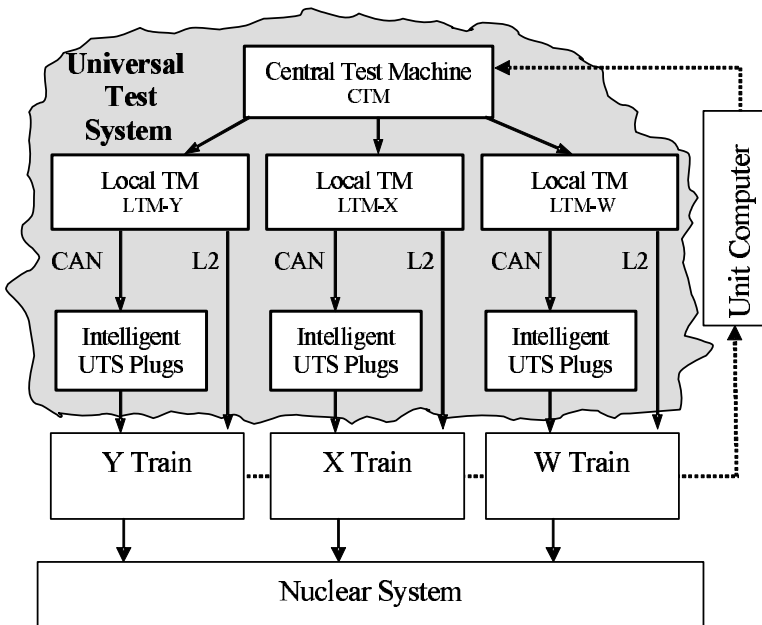 Universal
Test
System
Central Test Machine
CTM
Local TM
LTM-Y
Local TM
LTM-X
Local TM
LTM-W
CAN
L2
CAN
L2
CAN
L2
Intelligent
UTS Plugs
Intelligent
UTS Plugs
Intelligent
UTS Plugs
Y Train
X Train
W Train
Unit Computer
Nuclear System